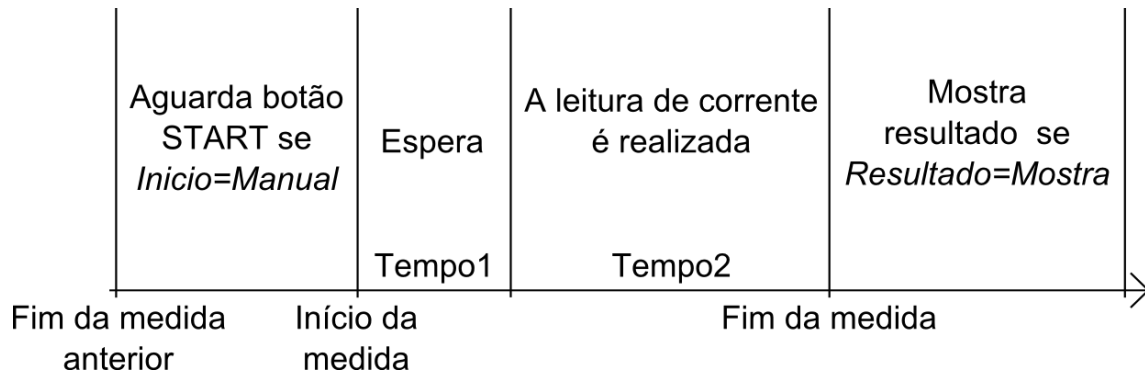 Aguarda botão
START se
Inicio=Manual
Espera
A leitura de corrente
é realizada
Mostra
resultado se
Resultado=Mostra
Tempo1
Tempo2
Fim da medida
anterior
Início da
medida
Fim da medida